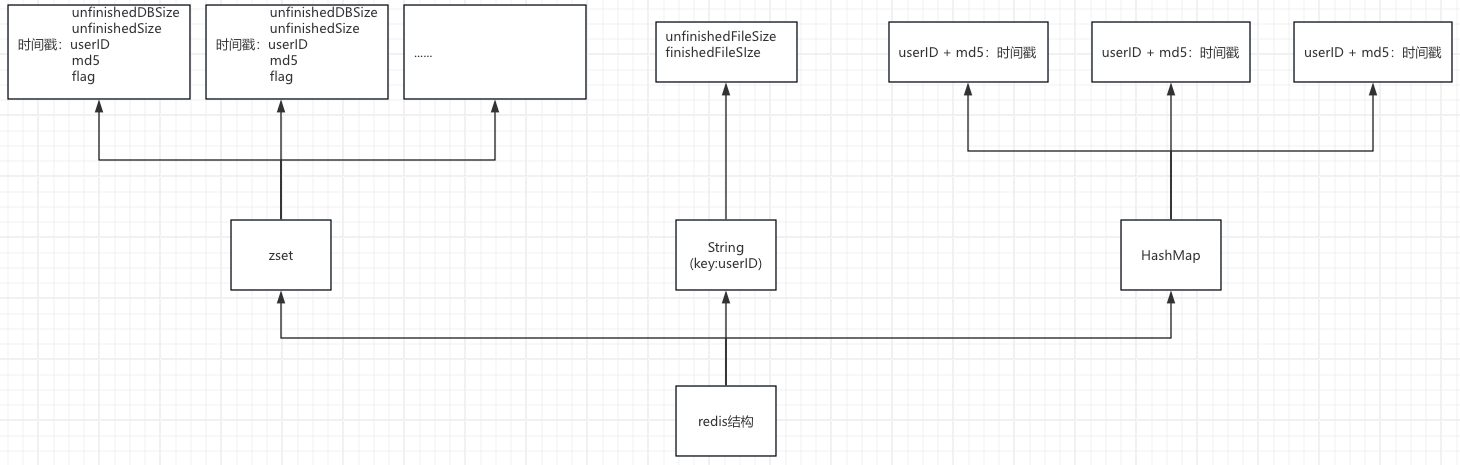 unfinishedDBSize
unfinishedSize
时间戳：userID
md5
flag
unfinishedDBSize
unfinishedSize
时间戳：userID
md5
flag
......
unfinishedFileSize
finishedFileSIze
userID + md5：时间戳
userID + md5：时间戳
userID + md5：时间戳
zset
String
(key:userID)
HashMap
redis结构